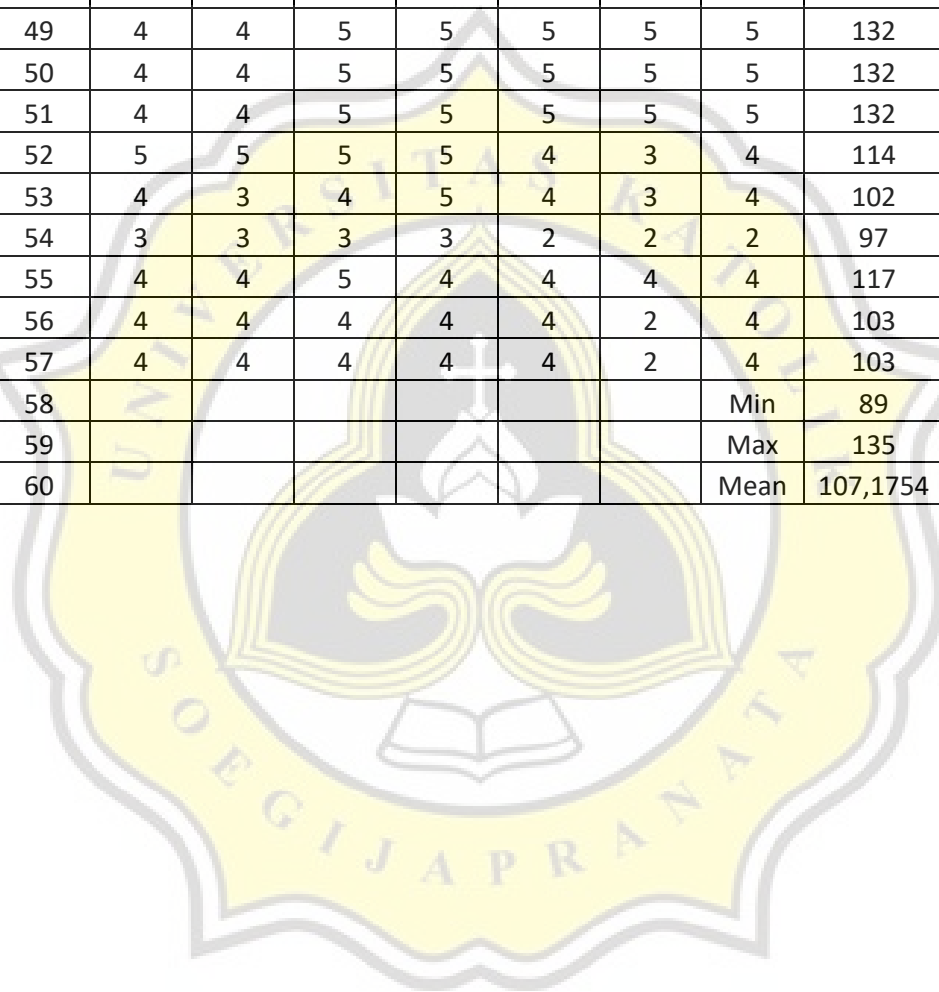 49 4 4 5 5 5 5 5 132
50 4 4 5 5 5 5 5 132
51 4 4 5 5 5 5 5 132
52 5 5 5 5 4 3 4 114
53 4 3 4 5 4 3 4 102
54 3 3 3 3 2 2 2 97
55 4 4 5 4 4 4 4 117
56 4 4 4 4 4 2 4 103
57 4 4 4 4 4 2 4 103
58 Min 89
59 Max 135
60 Mean 107,1754
UNIVERSITAS KATOLIK
SOEGIJAPRANATA